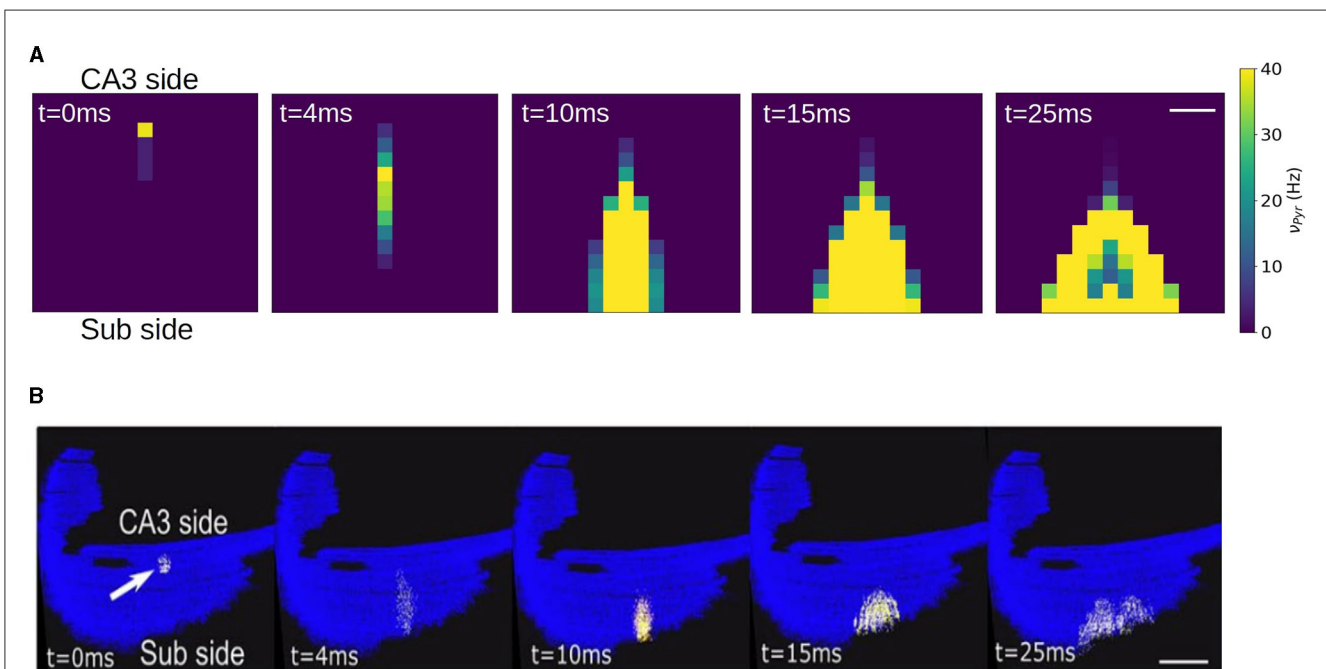 A
CA3 side
t=0ms
t=4ms
t=10ms
t=15ms
t=25ms
40
30
20
10
0
νPyr (Hz)
Sub side
B
CA3 side
t=0ms
Sub side
t=4ms
t=10ms
t=15ms
t=25ms